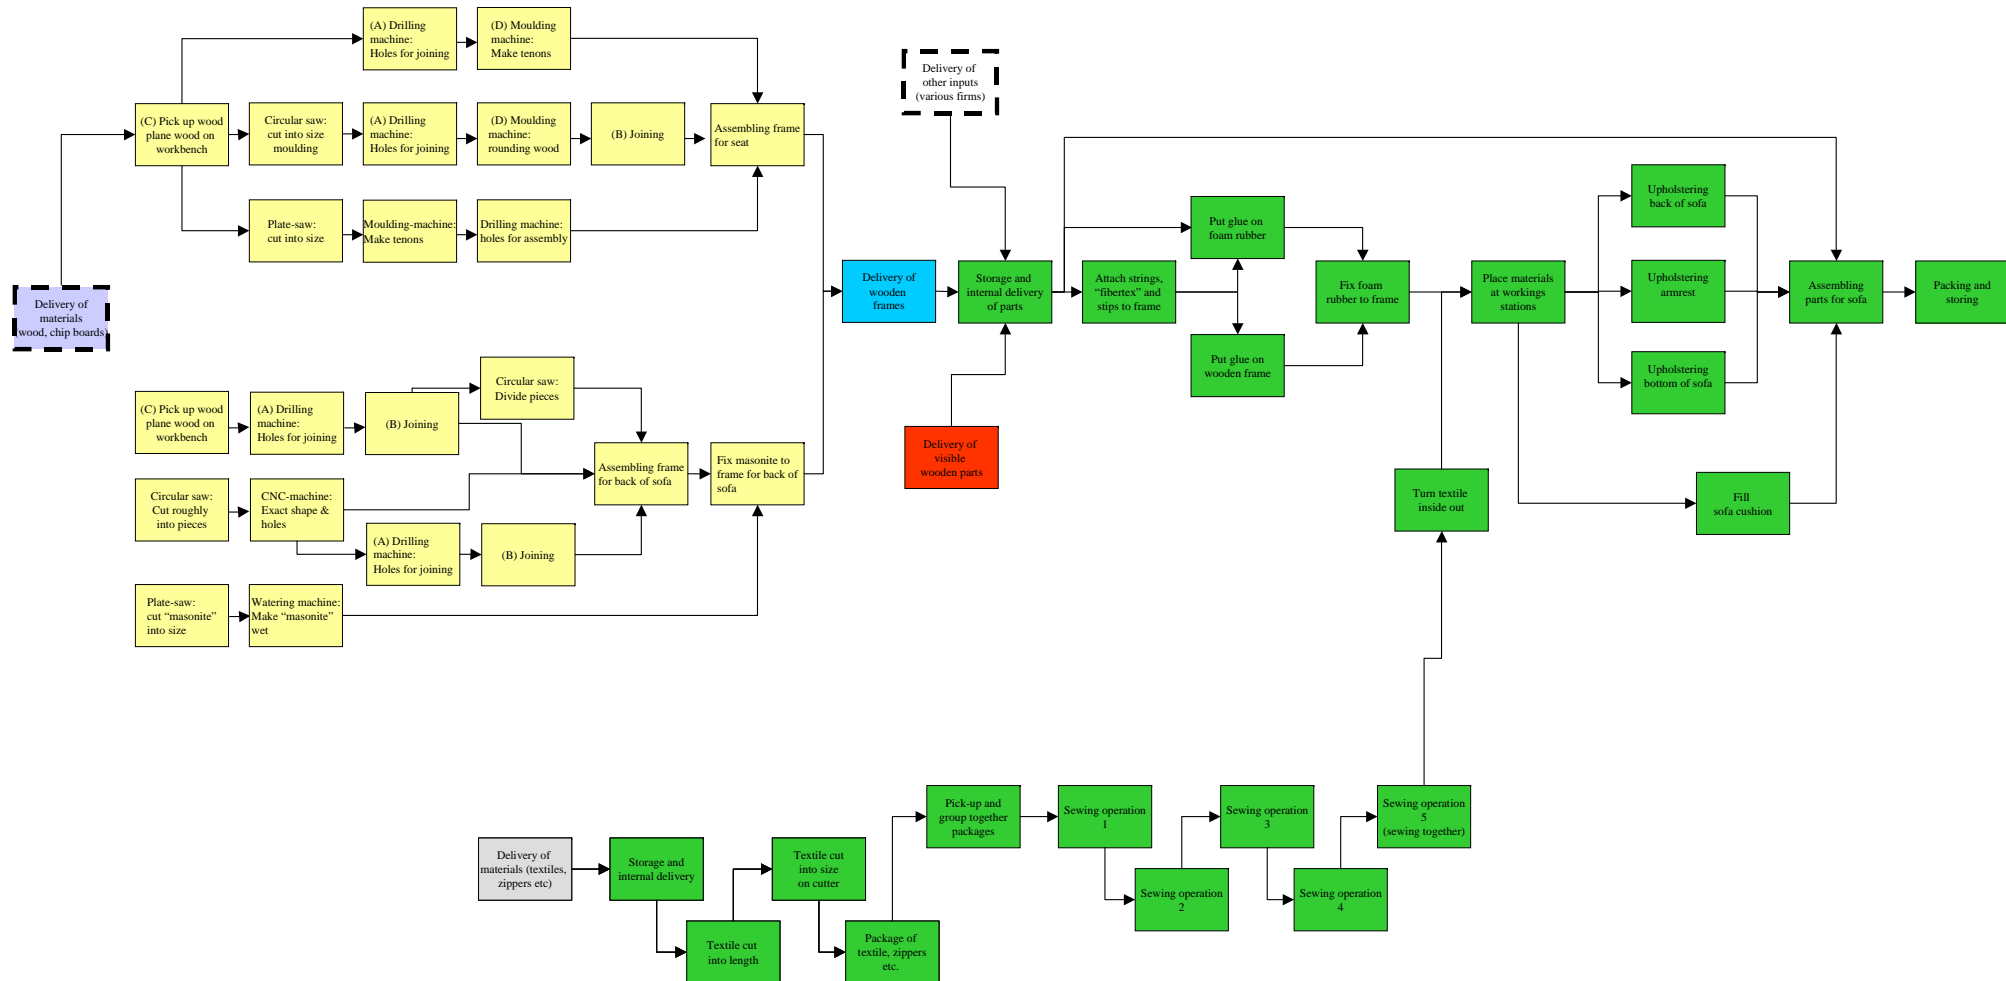 (A) Drilling
machine:
Holes for joining
(D) Moulding
machine:
Make tenons
Delivery of
other inputs
(various firms)
(C) Pick up wood
plane wood on
workbench
Circular saw:
cut into size
moulding
(A) Drilling
machine:
Holes for joining
(D) Moulding
machine:
rounding wood
(B) Joining
Assembling frame
for seat
Plate-saw:
cut into size
Moulding-machine:
Make tenons
Drilling machine:
holes for assembly
Delivery of
materials
(wood, chip boards)
Delivery of
wooden
frames
Storage and
internal delivery
of parts
Attach strings,
“fibertex” and
stips to frame
Put glue on
foam rubber
Put glue on
wooden frame
Fix foam
rubber to frame
Place materials
at workings
stations
Upholstering
back of sofa
Upholstering
armrest
Upholstering
bottom of sofa
Assembling
parts for sofa
Packing and
storing
(C) Pick up wood
plane wood on
workbench
(A) Drilling
machine:
Holes for joining
(B) Joining
Circular saw:
Divide pieces
Assembling frame
for back of sofa
Fix masonite to
frame for back of
sofa
Delivery of
visible
wooden parts
Circular saw:
Cut roughly
into pieces
CNC-machine:
Exact shape &
holes
(A) Drilling
machine:
Holes for joining
(B) Joining
Turn textile
inside out
Fill
sofa cushion
Plate-saw:
cut “masonite”
into size
Watering machine:
Make “masonite”
wet
Delivery of
materials (textiles,
zippers etc)
Storage and
internal delivery
Textile cut
into length
Textile cut
into size
on cutter
Package of
textile, zippers
etc.
Pick-up and
group together
packages
Sewing operation
1
Sewing operation
2
Sewing operation
3
Sewing operation
4
Sewing operation
5
(sewing together)